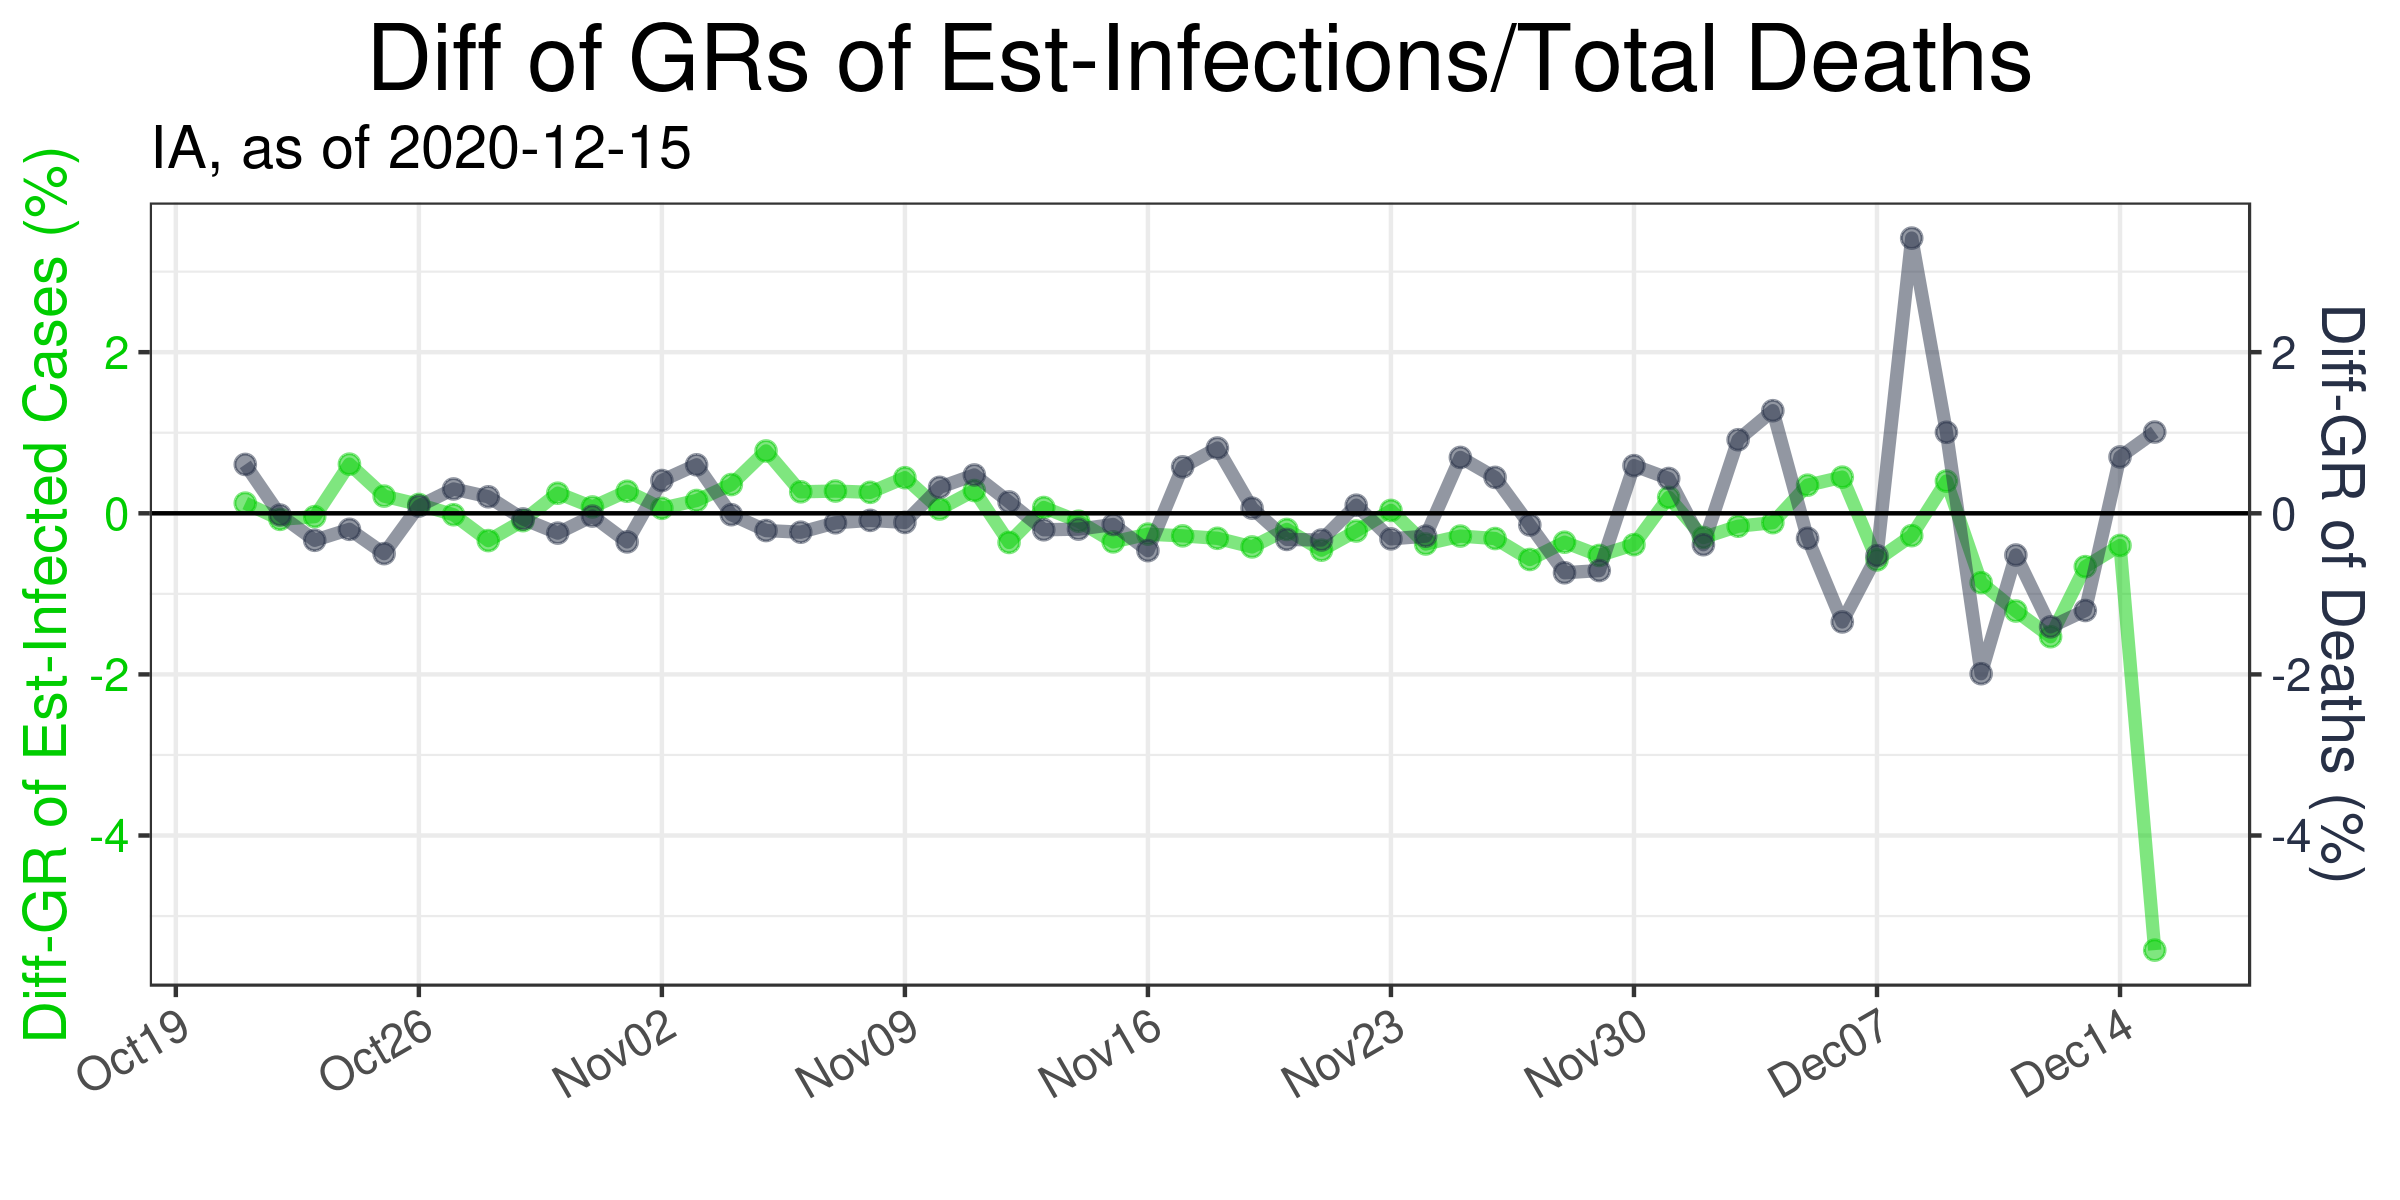 Diff of GRs of Est-Infections/Total Deaths
IA, as of 2020-12-15
Diff-GR of Est-Infected Cases (%)
2
0
-2
-4
2
0
-2
-4
Diff-GR of Deaths (%)
Oct19
Oct26
Nov02
Nov09
Nov16
Nov23
Nov30
Dec07
Dec14